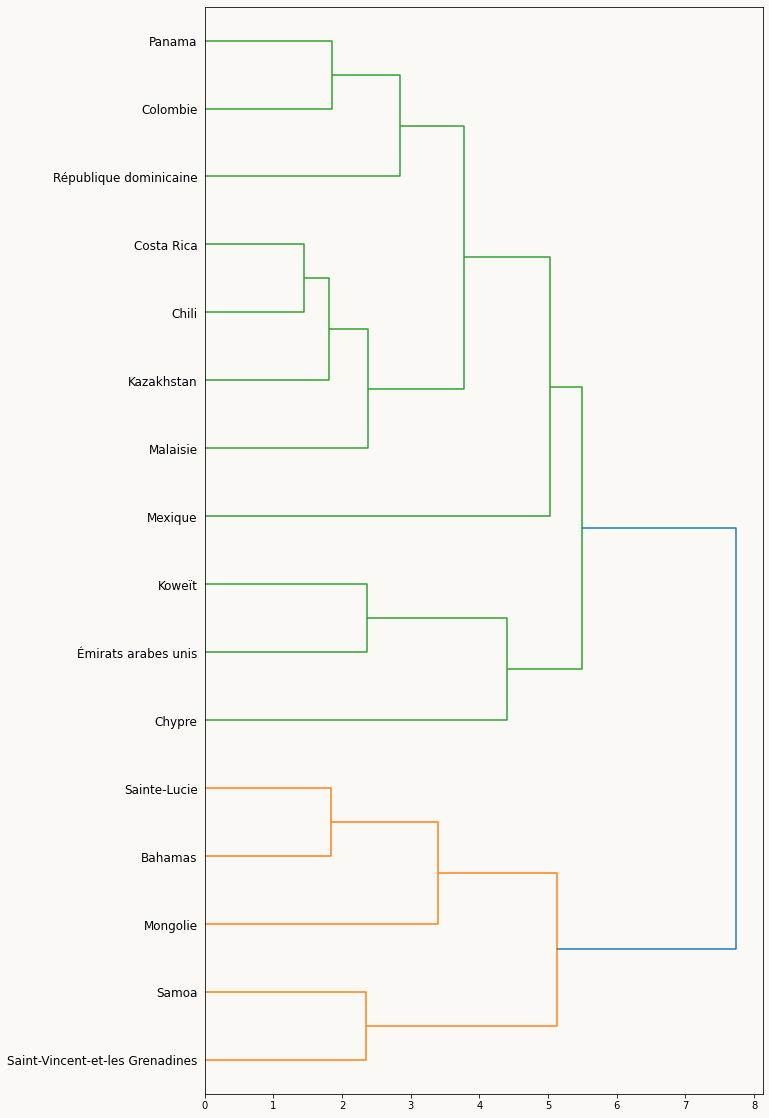 Panama
Colombie
République dominicaine
Costa Rica
Chili
Kazakhstan
Malaisie
Mexique
Koweït
Émirats arabes unis
Chypre
Sainte-Lucie
Bahamas
Mongolie
Samoa
Saint-Vincent-et-les Grenadines
0 1 2 3 4 5 6 7 8